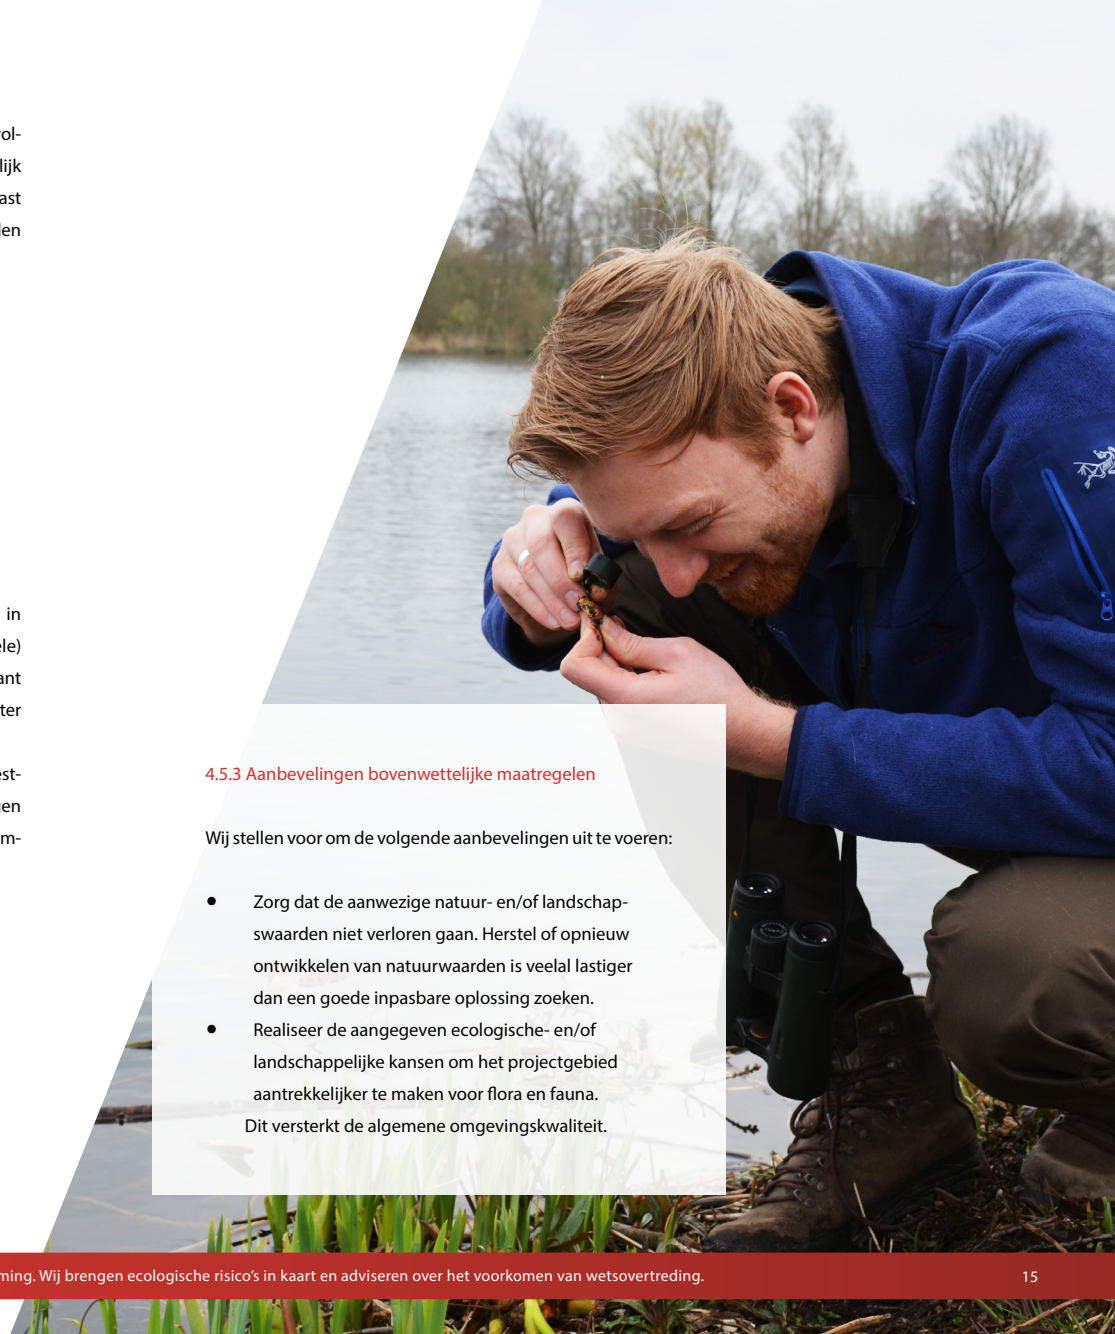 4.5.3 Aanbevelingen bovenwettelijke maatregelen
Wij stellen voor om de volgende aanbevelingen uit te voeren:
• Zorg dat de aanwezige natuur- en/of landschap-
swaarden niet verloren gaan. Herstel of opnieuw
ontwikkelen van natuurwaarden is veelal lastiger
dan een goede inpasbare oplossing zoeken.
• Realiseer de aangegeven ecologische- en/of
landschappelijke kansen om het projectgebied
aantrekkelijker te maken voor flora en fauna.
Dit versterkt de algemene omgevingskwaliteit.
ming. Wij brengen ecologische risico's in kaart en adviseren over het voorkomen van wetsovertreding.
15